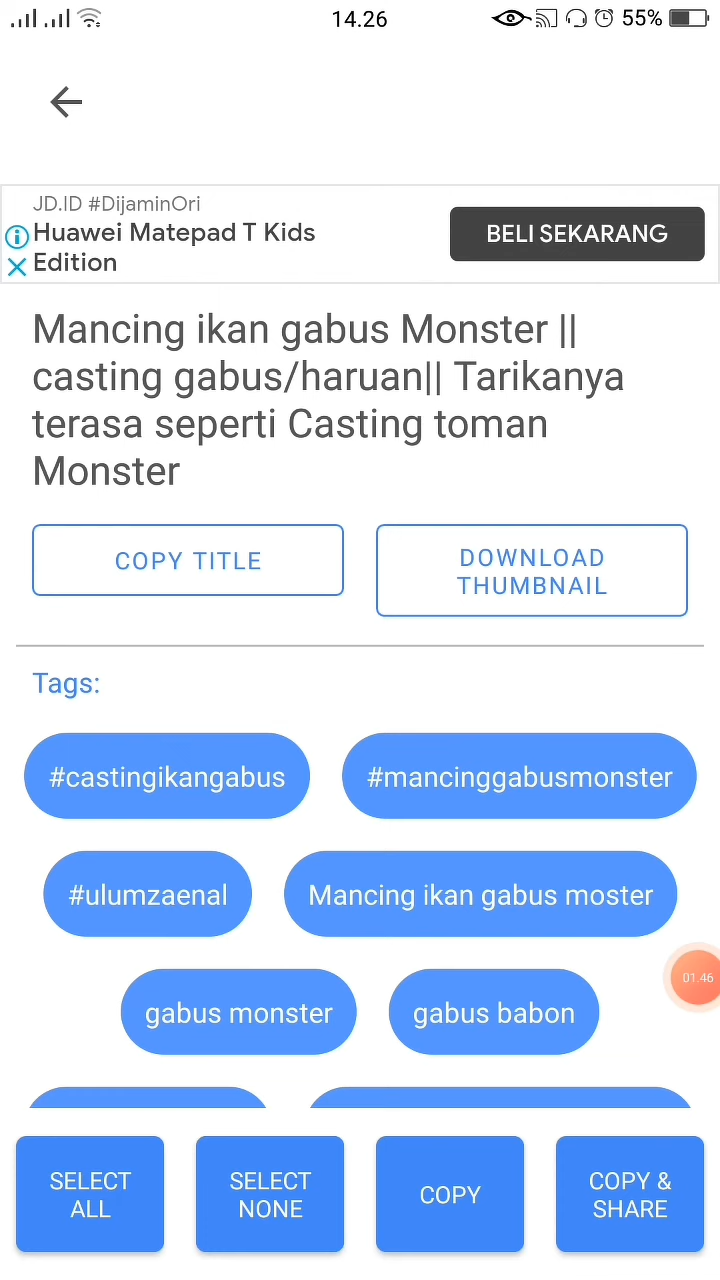 14.26
55%
JD.ID #DijaminOri
Huawei Matepad T Kids
Edition
BELI SEKARANG
Mancing ikan gabus Monster ||
casting gabus/haruan|| Tarikanya
terasa seperti Casting toman
Monster
COPY TITLE
DOWNLOAD
THUMBNAIL
Tags:
#castingikangabus
#mancinggabusmonster
#ulumzaenal
Mancing ikan gabus moster
gabus monster
gabus babon
01.46
SELECT
ALL
SELECT
NONE
COPY
COPY &
SHARE